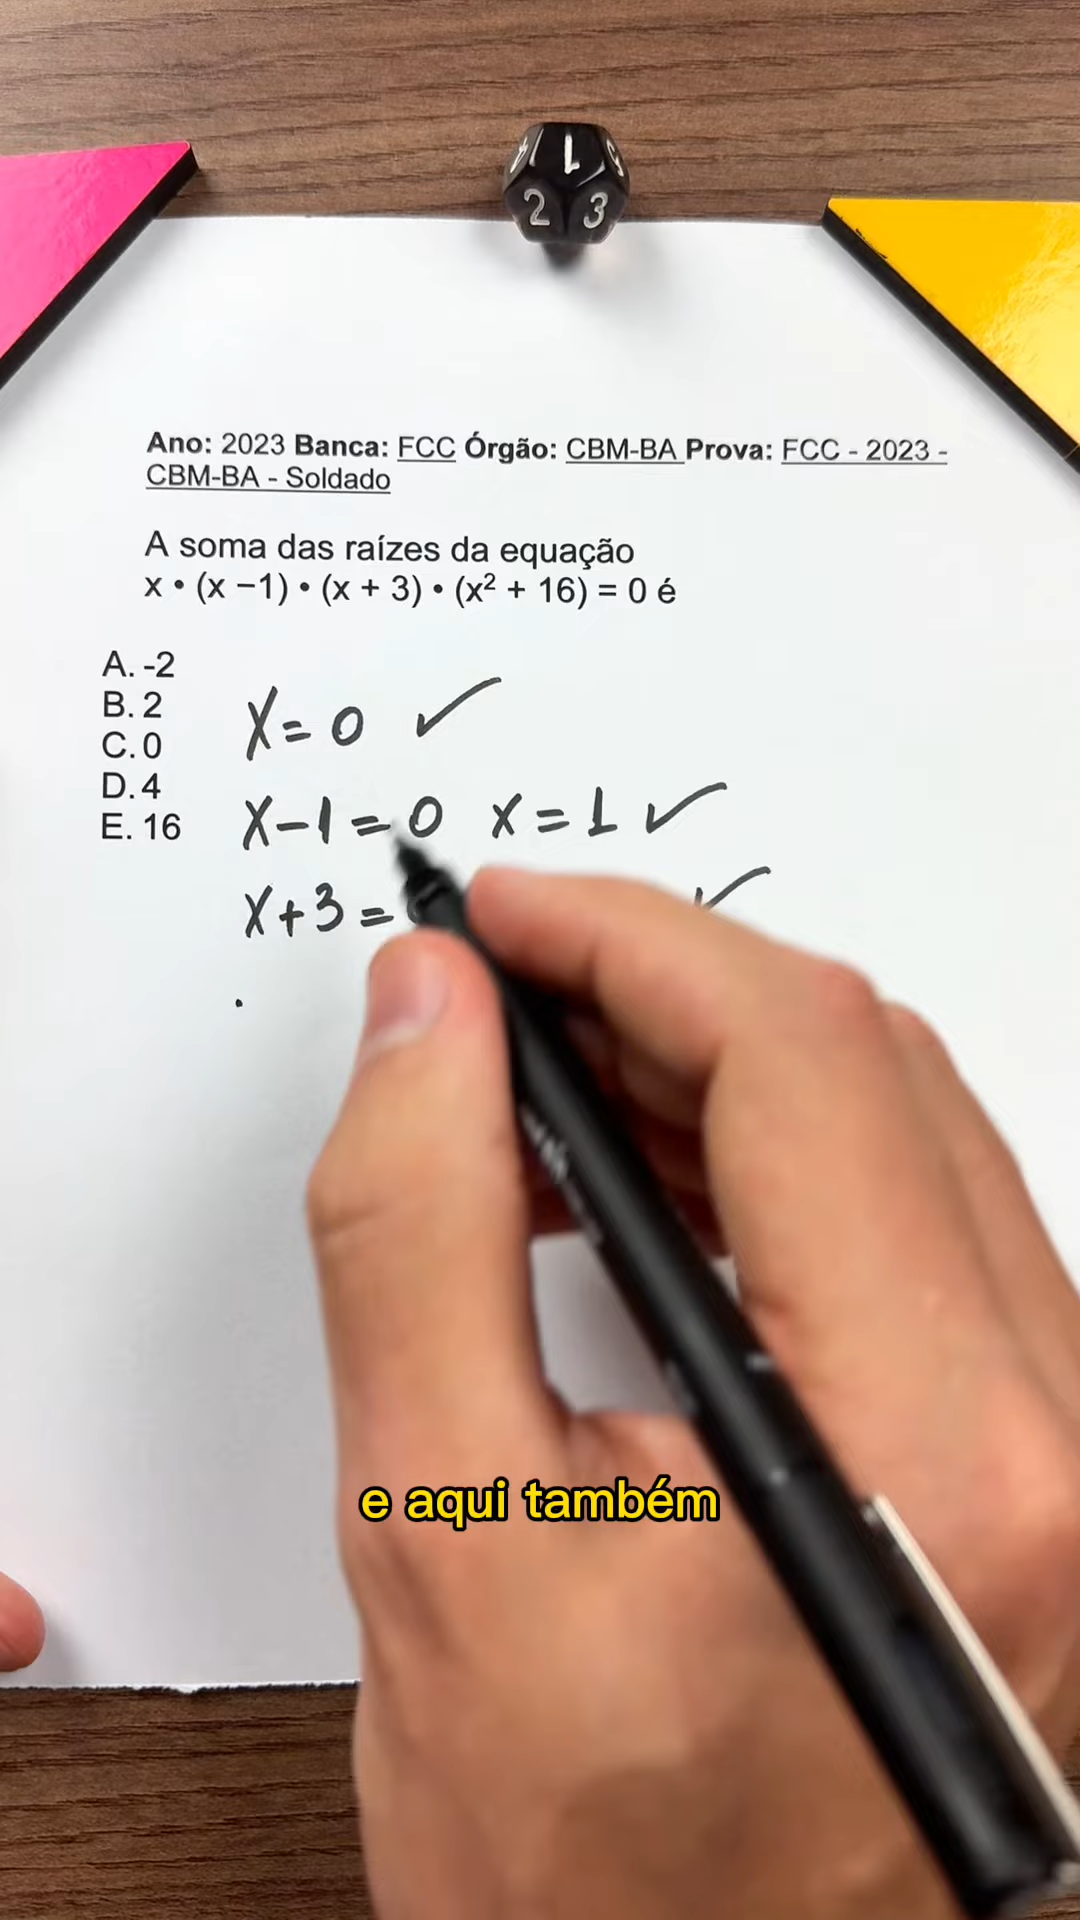 1
2 3
Ano: 2023 Banca: FCC Órgão: CBM-BA Prova: FCC - 2023 -
CBM-BA - Soldado
A soma das raízes da equação
x • (x −1) • (x + 3) • (x² + 16) = 0 é
A. -2
B. 2
C. 0
D. 4
E. 16
X = 0 ✓
X - 1 = 0 x = 1 ✓
X + 3 = ✓
e aqui também